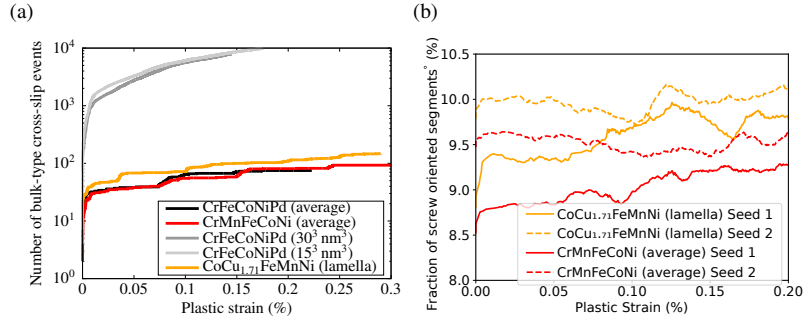 (a)
Number of bulk-type cross-slip events
10⁴
10³
10²
10¹
10⁰
0
0.05
0.1
0.15
0.2
0.25
0.3
Plastic strain (%)
CrFeCoNiPd (average)
CrMnFeCoNi (average)
CrFeCoNiPd (30³ nm³)
CrFeCoNiPd (15³ nm³)
CoCu₁.₇₁FeMnNi (lamella)
(b)
Fraction of screw oriented segments° (%)
10.5
10.0
9.5
9.0
8.5
8.0
0.00
0.05
0.10
0.15
0.20
Plastic Strain (%)
CoCu₁.₇₁FeMnNi (lamella) Seed 1
CoCu₁.₇₁FeMnNi (lamella) Seed 2
CrMnFeCoNi (average) Seed 1
CrMnFeCoNi (average) Seed 2